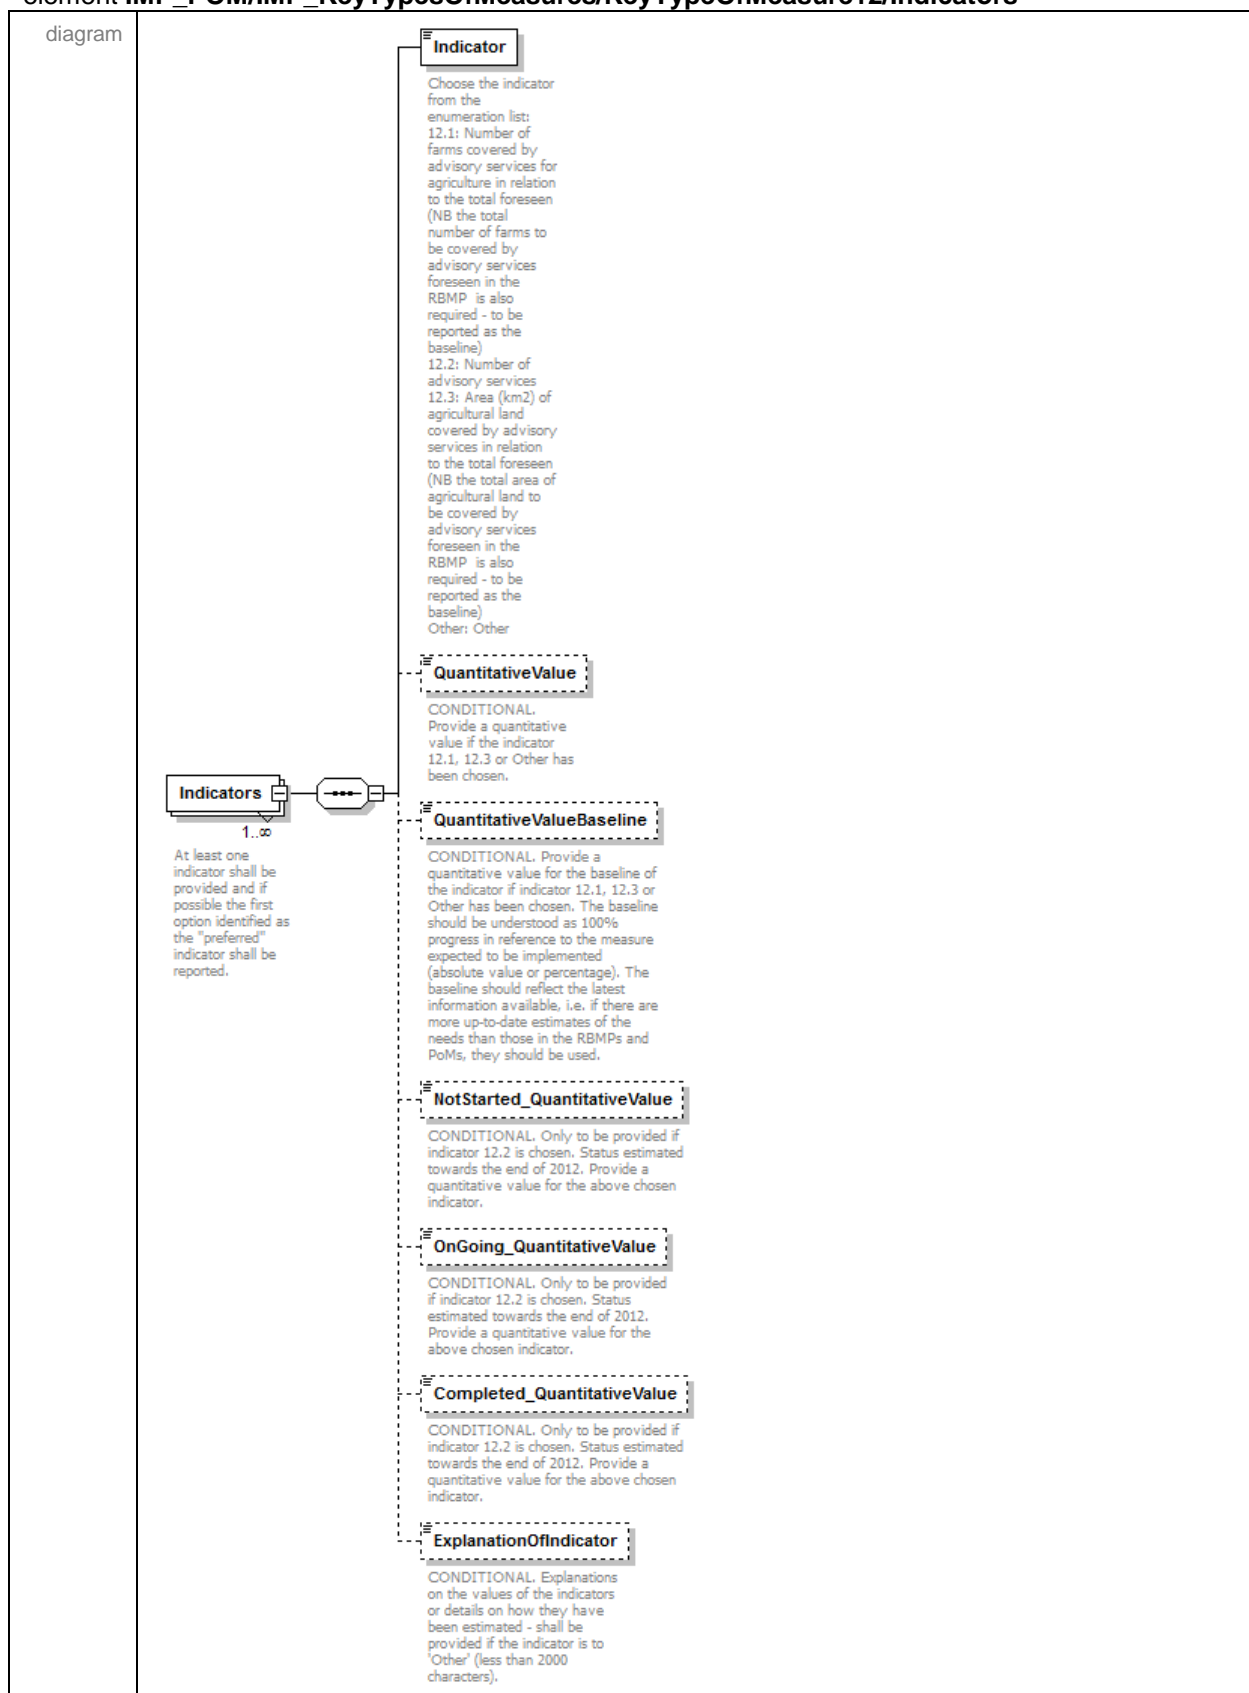 element IMP_POM/IMP_KeyTypesOfMeasures/KeyTypeOfMeasure12/Indicators
diagram
Indicator
Choose the indicator
from the
enumeration list:
12.1: Number of
farms covered by
advisory services for
agriculture in relation
to the total foreseen
(NB the total
number of farms to
be covered by
advisory services
foreseen in the
RBMP is also
required - to be
reported as the
baseline)
12.2: Number of
advisory services
12.3: Area (km2) of
agricultural land
covered by advisory
services in relation
to the total foreseen
(NB the total area of
agricultural land to
be covered by
advisory services
foreseen in the
RBMP is also
required - to be
reported as the
baseline)
Other: Other
QuantitativeValue
CONDITIONAL.
Provide a quantitative
value if the indicator
12.1, 12.3 or Other has
been chosen.
Indicators
1..∞
At least one
indicator shall be
provided and if
possible the first
option identified as
the "preferred"
indicator shall be
reported.
QuantitativeValueBaseline
CONDITIONAL. Provide a
quantitative value for the baseline of
the indicator if indicator 12.1, 12.3 or
Other has been chosen. The baseline
should be understood as 100%
progress in reference to the measure
expected to be implemented
(absolute value or percentage). The
baseline should reflect the latest
information available, i.e. if there are
more up-to-date estimates of the
needs than those in the RBMPs and
PoMs, they should be used.
NotStarted_QuantitativeValue
CONDITIONAL. Only to be provided if
indicator 12.2 is chosen. Status estimated
towards the end of 2012. Provide a
quantitative value for the above chosen
indicator.
OnGoing_QuantitativeValue
CONDITIONAL. Only to be provided
if indicator 12.2 is chosen. Status
estimated towards the end of 2012.
Provide a quantitative value for the
above chosen indicator.
Completed_QuantitativeValue
CONDITIONAL. Only to be provided if
indicator 12.2 is chosen. Status estimated
towards the end of 2012. Provide a
quantitative value for the above chosen
indicator.
ExplanationOfIndicator
CONDITIONAL. Explanations
on the values of the indicators
or details on how they have
been estimated - shall be
provided if the indicator is to
'Other' (less than 2000
characters).